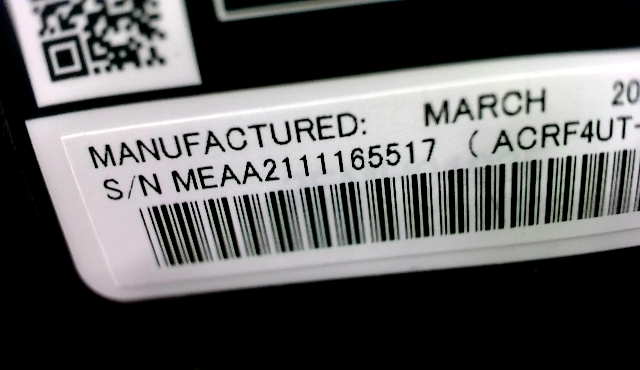 MANUFACTURED: MARCH 20
S/N MEAA2111165517 ( ACRF4UT-